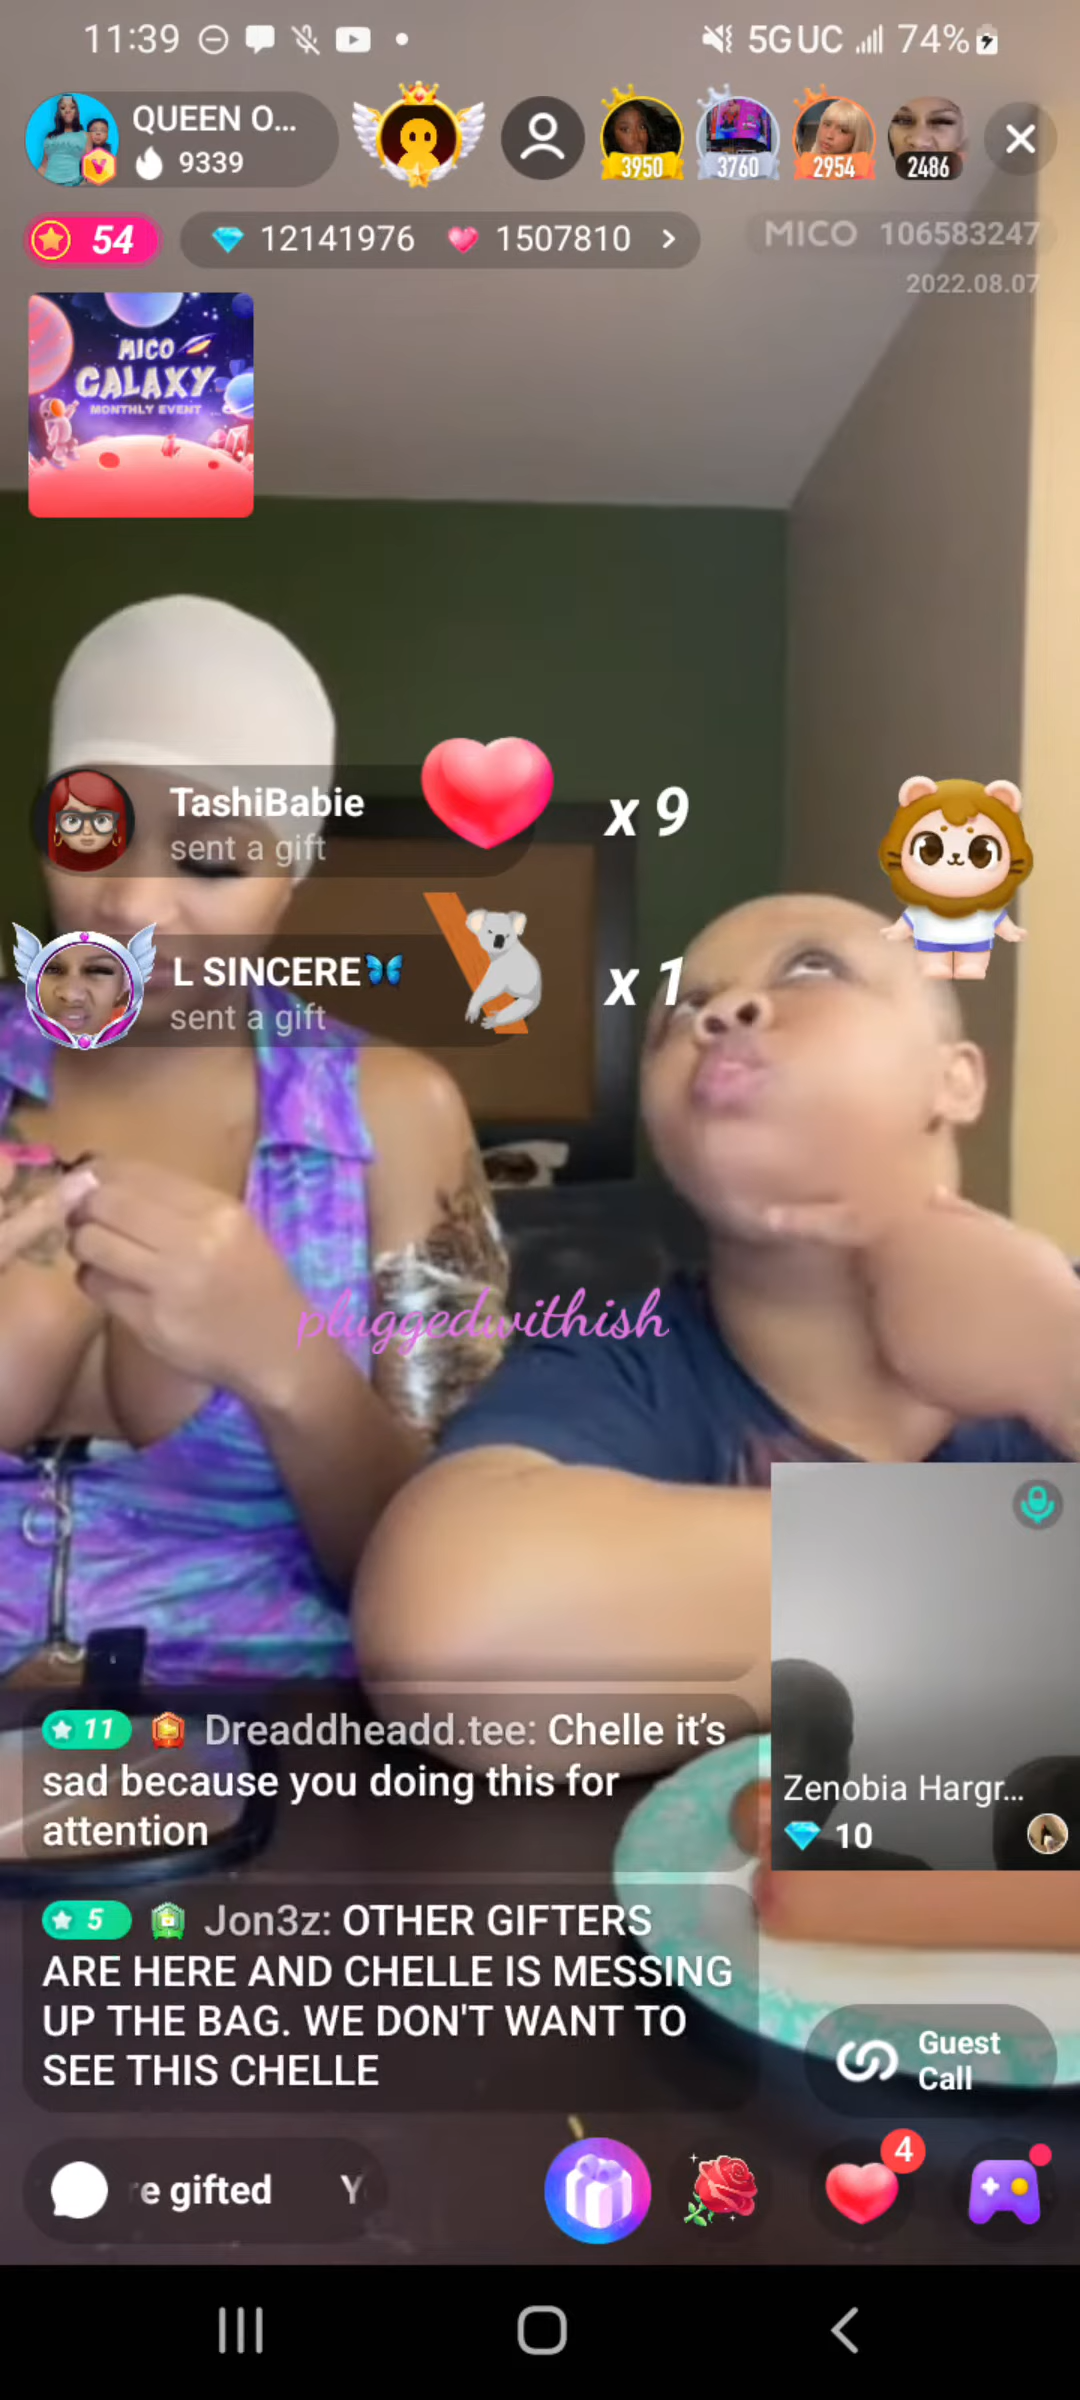 11:39
5G UC 74%
QUEEN O...
9339
3950
3760
2954
2486
54
12141976 1507810
MICO 106583247
2022.08.07
MICO
GALAXY
MONTHLY EVENT
TashiBabie
sent a gift
x 9
L SINCERE🦋
sent a gift
x 1
pluggedwithish
11 Dreaddheadd.tee: Chelle it's
sad because you doing this for
attention
Zenobia Hargr...
10
5 Jon3z: OTHER GIFTERS
ARE HERE AND CHELLE IS MESSING
UP THE BAG. WE DON'T WANT TO
SEE THIS CHELLE
Guest
Call
e gifted Y
4